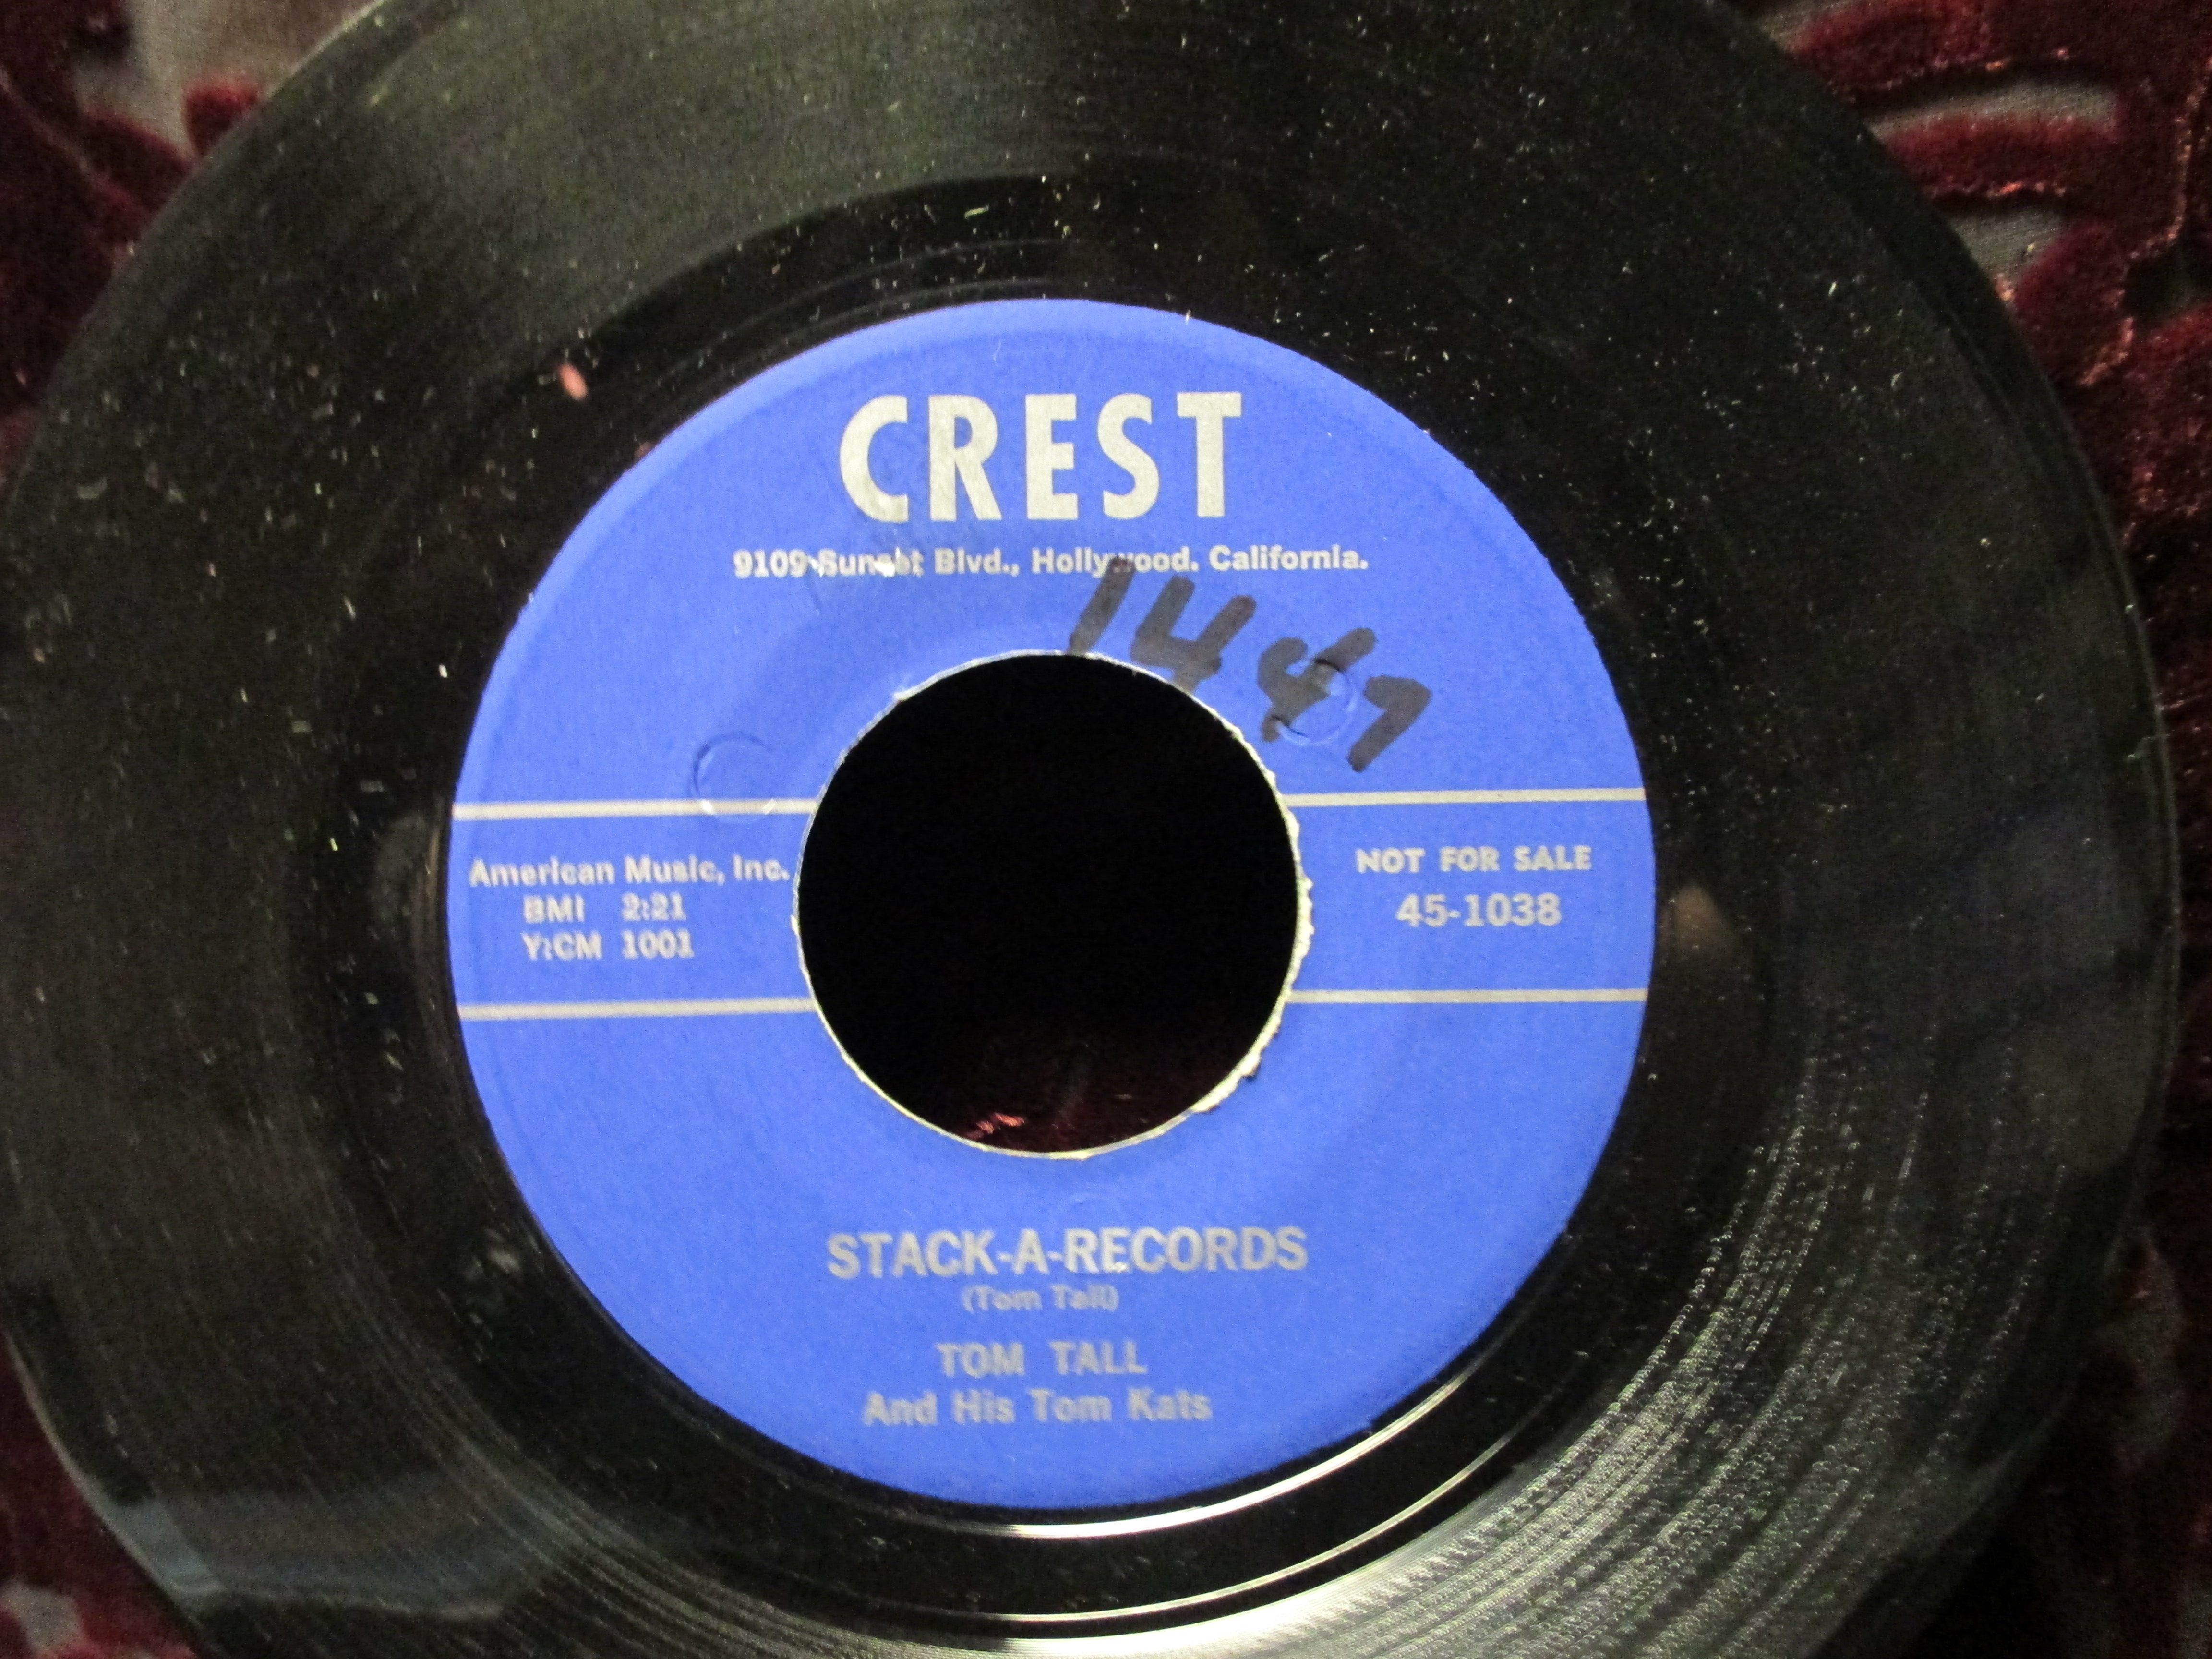 CREST
9109 Sunset Blvd., Hollywood. California.
1447
American Music, Inc.
BMI 2:21
Y:CM 1001
NOT FOR SALE
45-1038
STACK-A-RECORDS
(Tom Tall)
TOM TALL
And His Tom Kats